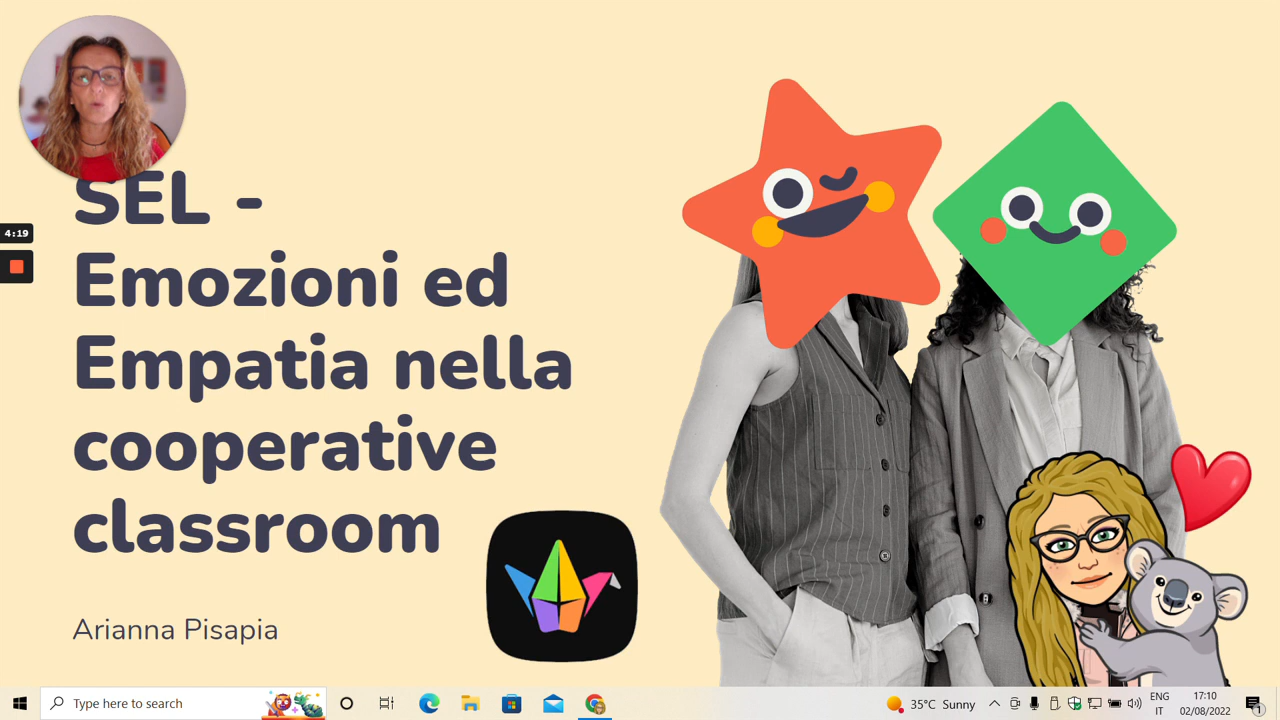 SEL -
Emozioni ed
Empatia nella
cooperative
classroom
Arianna Pisapia
4:19
Type here to search
35°C Sunny
ENG
IT
17:10
02/08/2022
1